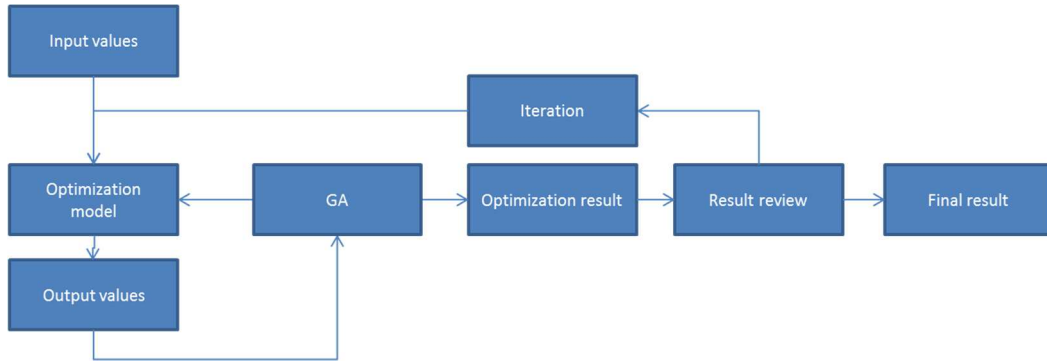 Input values
Iteration
Optimization
model
GA
Optimization result
Result review
Final result
Output values